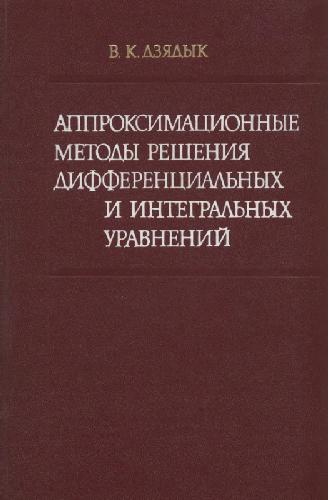 В. К. ДЗЯДЫК
АППРОКСИМАЦИОННЫЕ
МЕТОДЫ РЕШЕНИЯ
ДИФФЕРЕНЦИАЛЬНЫХ
И ИНТЕГРАЛЬНЫХ
УРАВНЕНИЙ